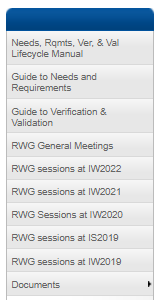 Needs, Rqmts, Ver, & Val
Lifecycle Manual
Guide to Needs and
Requirements
Guide to Verification &
Validation
RWG General Meetings
RWG sessions at IW2022
RWG sessions at IW2021
RWG Sessions at IW2020
RWG sessions at IS2019
RWG sessions at IW2019
Documents